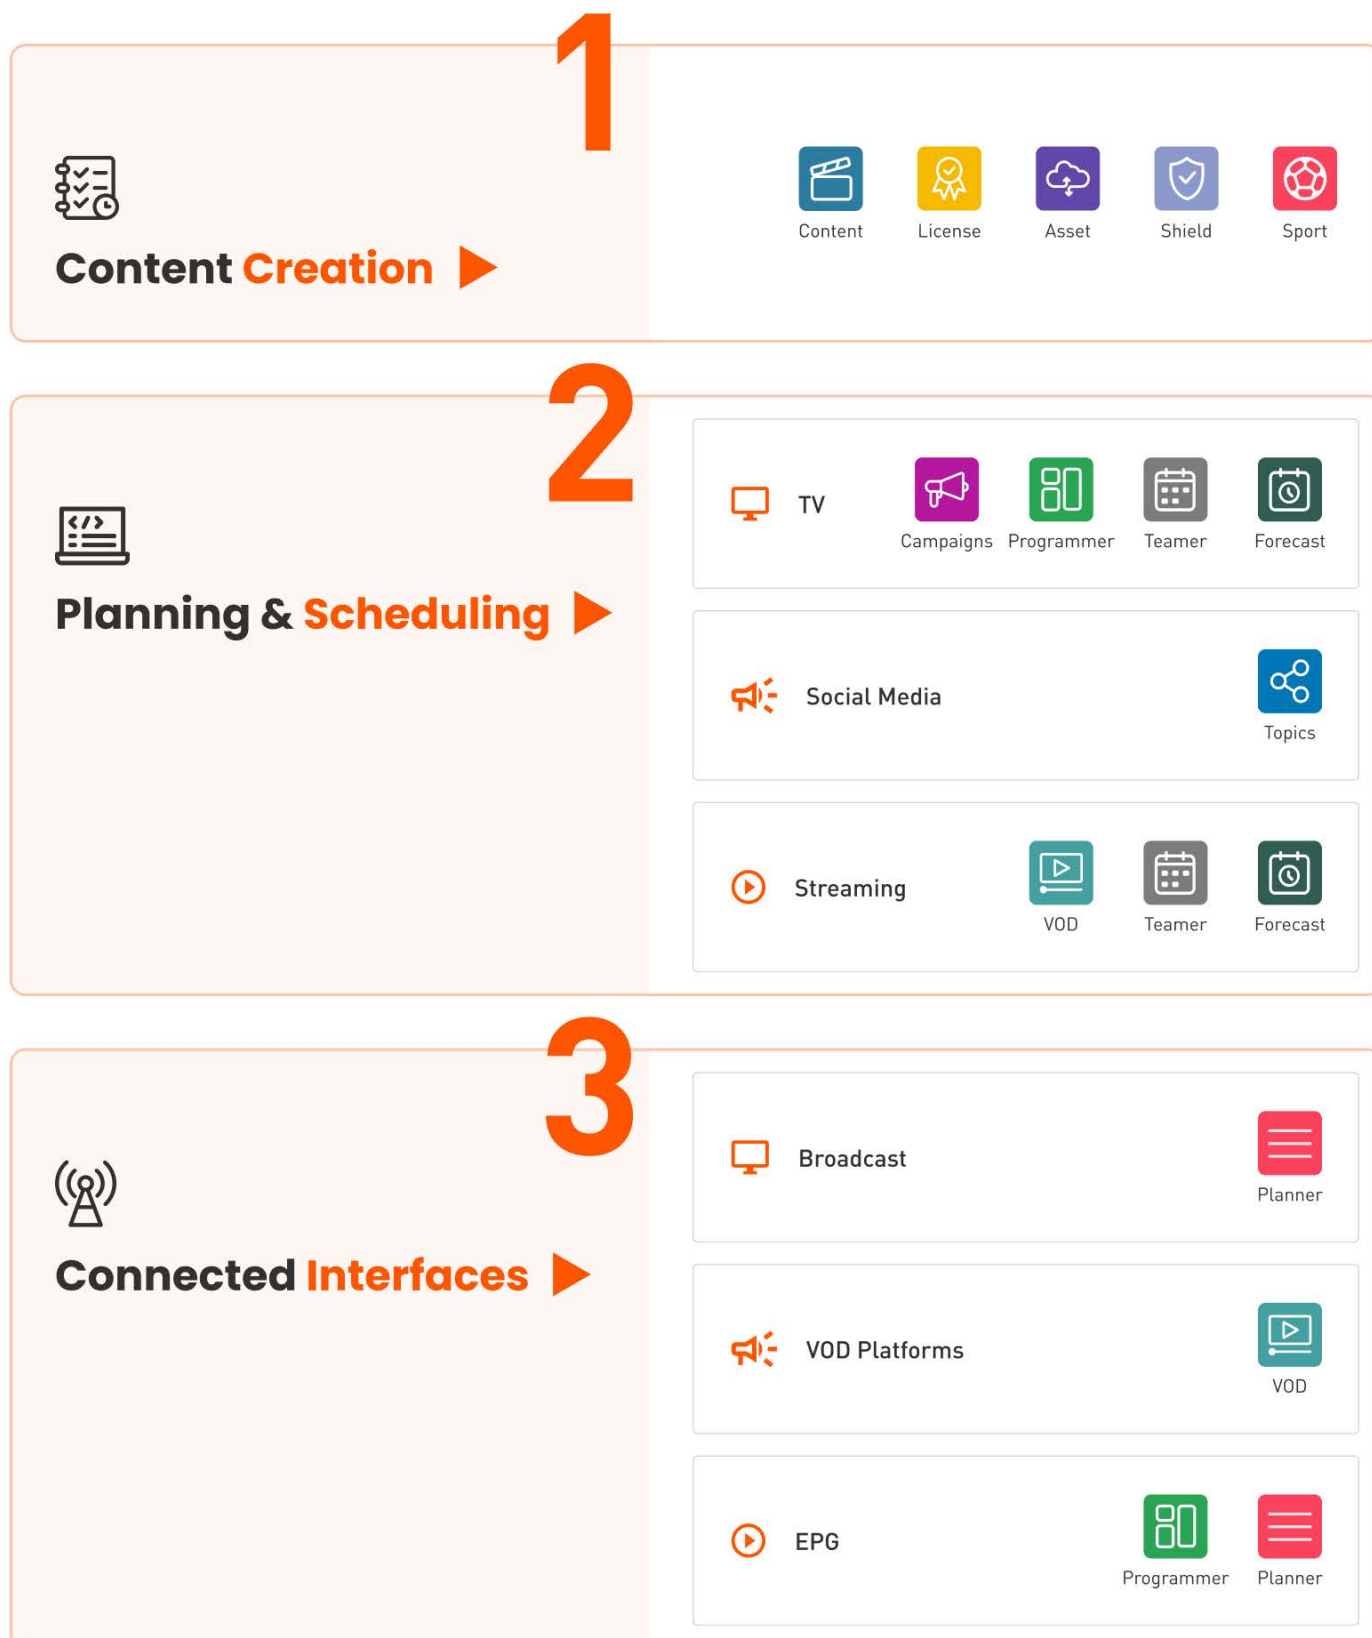 1
Content License Asset Shield Sport
Content Creation
2
TV
Campaigns Programmer Teamer Forecast
Planning & Scheduling
Social Media
Topics
Streaming
VOD Teamer Forecast
3
Broadcast
Planner
Connected Interfaces
VOD Platforms
VOD
EPG
Programmer Planner